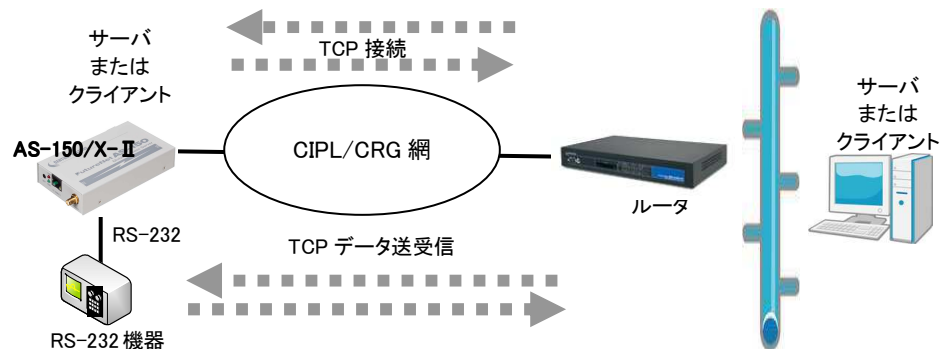 サーバ
または
クライアント
TCP 接続
サーバ
または
クライアント
AS-150/X-Ⅱ
CIPL/CRG 網
ルータ
RS-232
TCP データ送受信
RS-232 機器